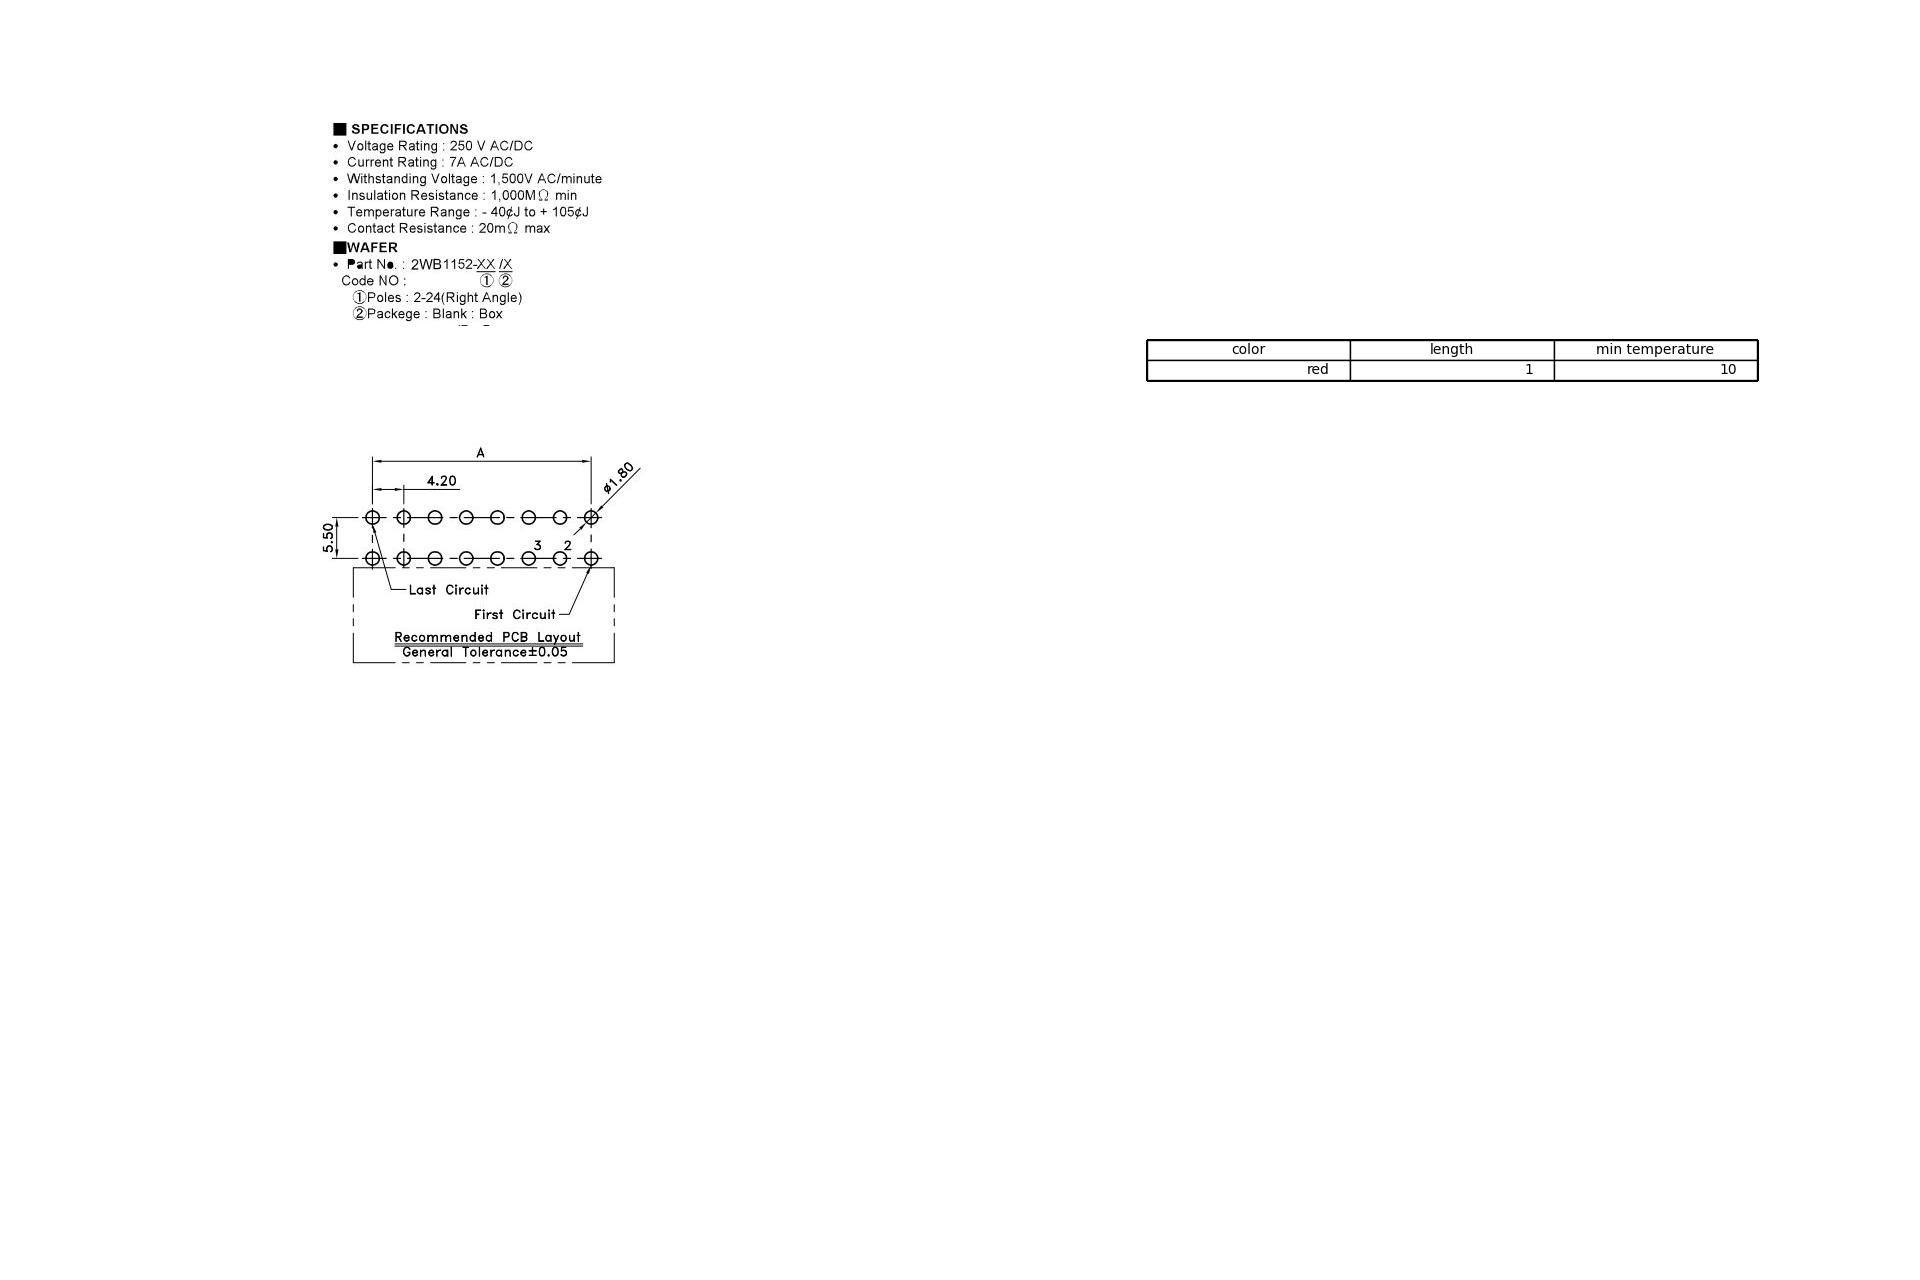 ■ SPECIFICATIONS
• Voltage Rating : 250 V AC/DC
• Current Rating : 7A AC/DC
• Withstanding Voltage : 1,500V AC/minute
• Insulation Resistance : 1,000MΩ min
• Temperature Range : - 40¢J to + 105¢J
• Contact Resistance : 20mΩ max
■WAFER
• Part No. : 2WB1152-XX /X
Code NO : ① ②
①Poles : 2-24(Right Angle)
②Packege : Blank : Box
color length min temperature
red 1 10
A
4.20
ø1.80
5.50
3 2
Last Circuit
First Circuit
Recommended PCB Layout
General Tolerance±0.05